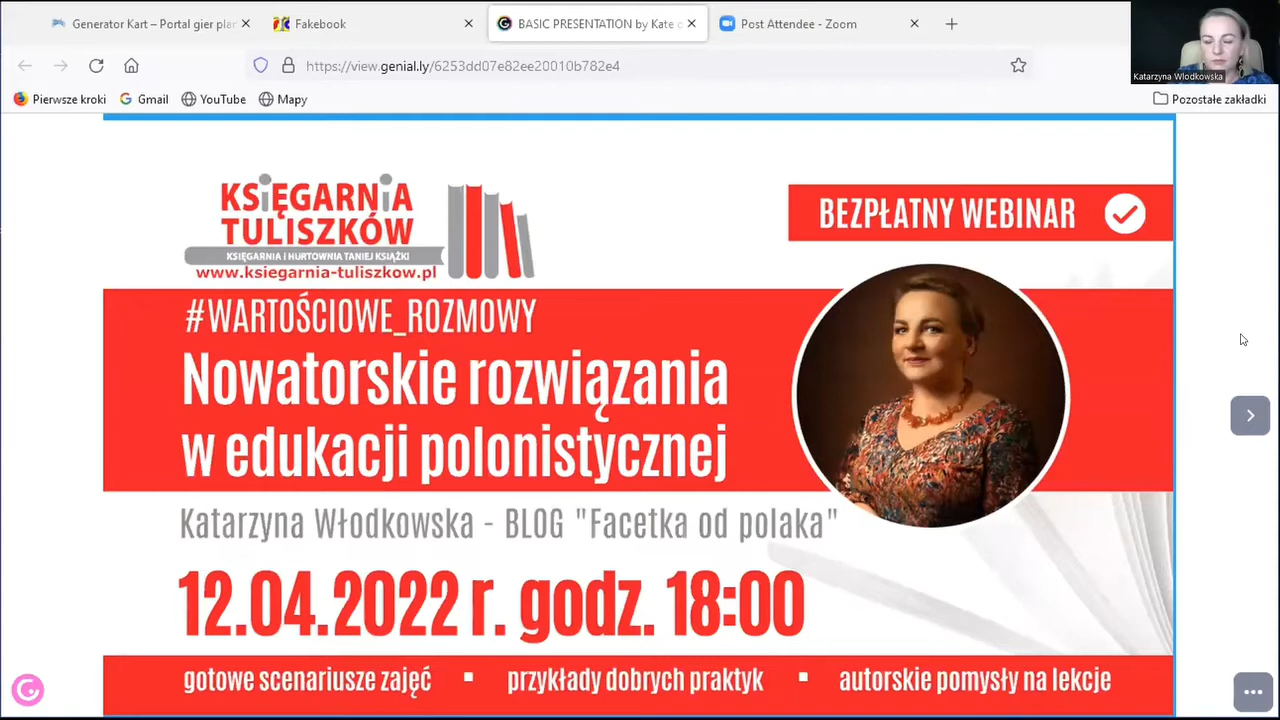 Generator Kart – Portal gier plan
Fakebook
BASIC PRESENTATION by Kate o
Post Attendee - Zoom
https://view.genial.ly/6253dd07e82ee20010b782e4
Katarzyna Wlodkowska
Pierwsze kroki
Gmail
YouTube
Mapy
Pozostałe zakładki
KSIĘGARNIA
TULISZKÓW
KSIĘGARNIA I HURTOWNIA TANIEJ KSIĄŻKI
www.ksiegarnia-tuliszkow.pl
BEZPŁATNY WEBINAR
#WARTOŚCIOWE_ROZMOWY
Nowatorskie rozwiązania
w edukacji polonistycznej
Katarzyna Włodkowska - BLOG "Facetka od polaka"
12.04.2022 r. godz. 18:00
gotowe scenariusze zajęć ▪ przykłady dobrych praktyk ▪ autorskie pomysły na lekcje